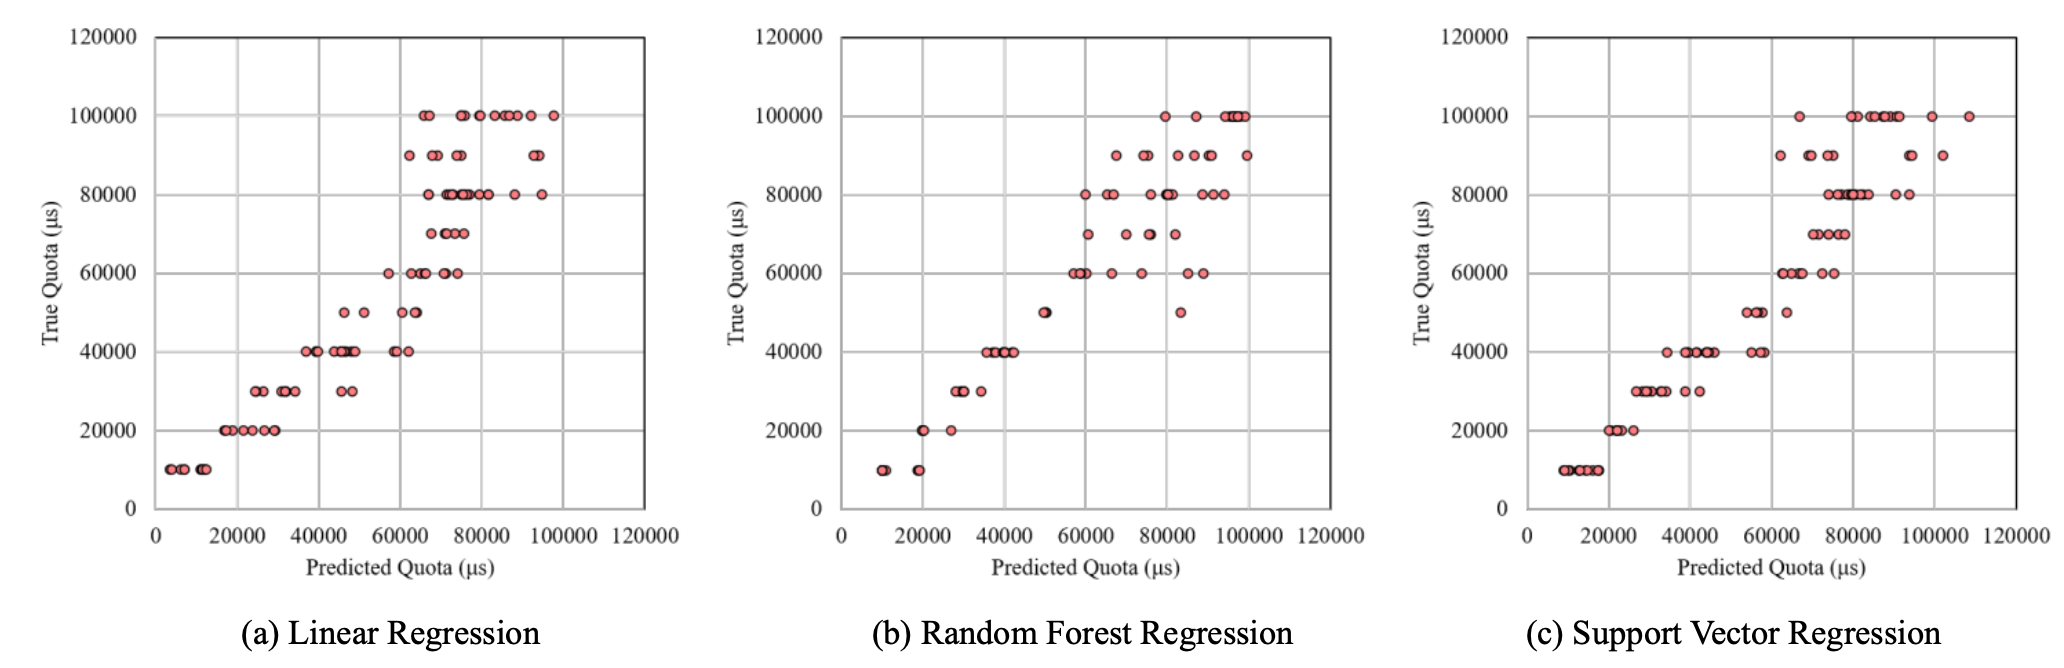 120000
100000
80000
60000
40000
20000
0
True Quota (μs)
0 20000 40000 60000 80000 100000 120000
Predicted Quota (μs)
(a) Linear Regression
120000
100000
80000
60000
40000
20000
0
True Quota (μs)
0 20000 40000 60000 80000 100000 120000
Predicted Quota (μs)
(b) Random Forest Regression
120000
100000
80000
60000
40000
20000
0
True Quota (μs)
0 20000 40000 60000 80000 100000 120000
Predicted Quota (μs)
(c) Support Vector Regression